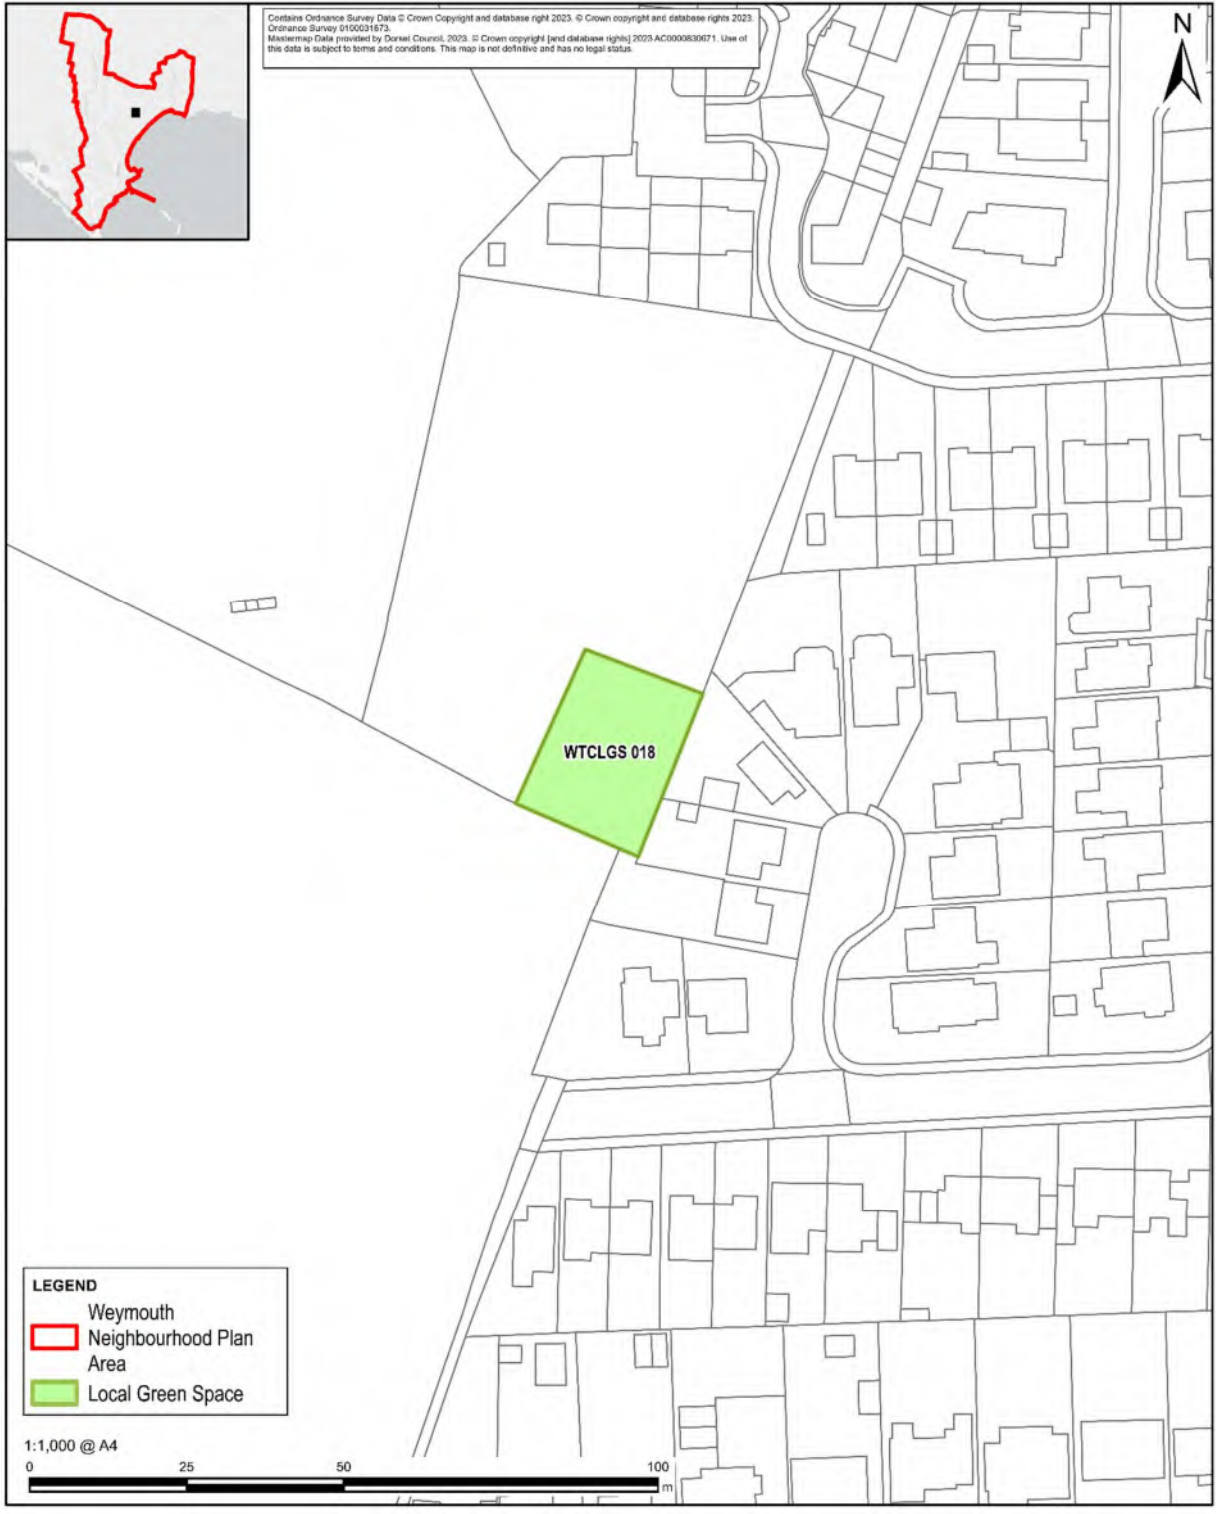 Contains Ordnance Survey Data © Crown Copyright and database right 2023. © Crown copyright and database rights 2023.
Ordnance Survey 0100031673.
Mastermap Data provided by Dorset Council, 2023. © Crown copyright [and database rights] 2023 AC0000830671. Use of
this data is subject to terms and conditions. This map is not definitive and has no legal status.
N
WTCLGS 018
LEGEND
Weymouth
Neighbourhood Plan
Area
Local Green Space
1:1,000 @ A4
0 25 50 100
m